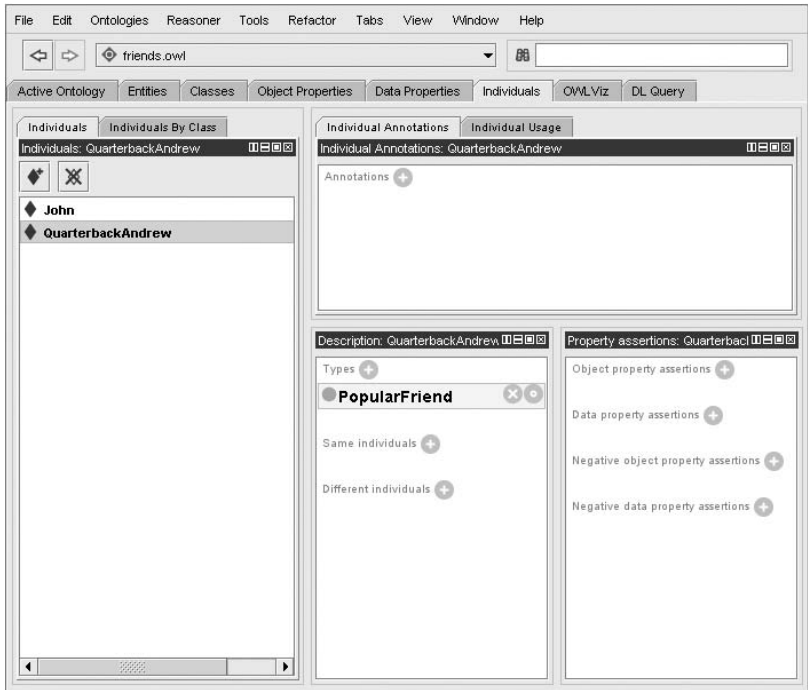 File Edit Ontologies Reasoner Tools Refactor Tabs View Window Help
friends.owl
Active Ontology Entities Classes Object Properties Data Properties Individuals OWLViz DL Query
Individuals Individuals By Class
Individuals: QuarterbackAndrew
John
QuarterbackAndrew
Individual Annotations Individual Usage
Individual Annotations: QuarterbackAndrew
Annotations
Description: QuarterbackAndrew
Types
PopularFriend
Same individuals
Different individuals
Property assertions: Quarterbacl
Object property assertions
Data property assertions
Negative object property assertions
Negative data property assertions